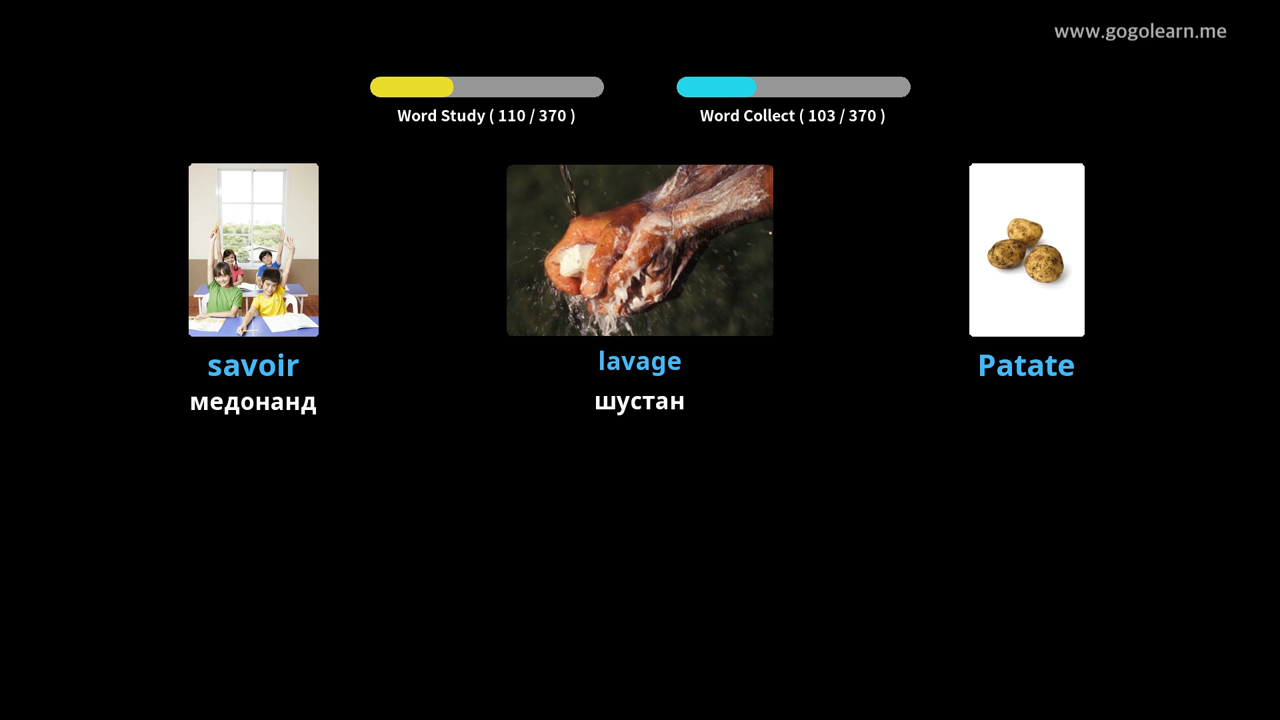 www.gogolearn.me
Word Study ( 110 / 370 )
Word Collect ( 103 / 370 )
savoir
медонанд
lavage
шустан
Patate